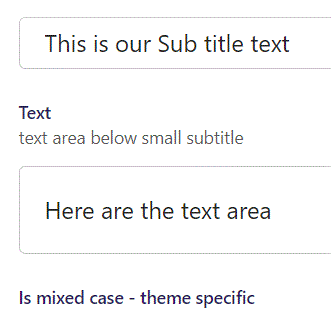 This is our Sub title text
Text
text area below small subtitle
Here are the text area
Is mixed case - theme specific